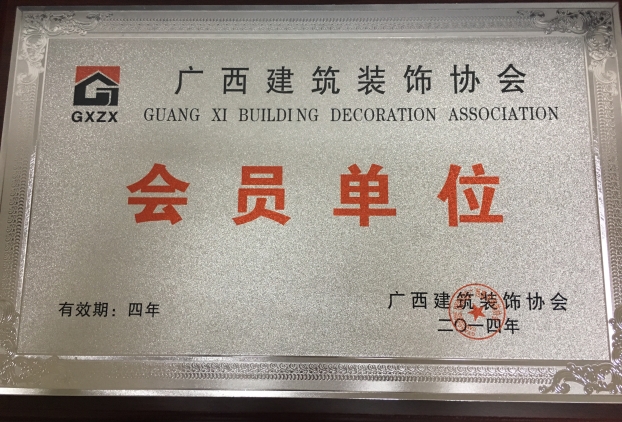 广西建筑装饰协会
GXZX
GUANG XI BUILDING DECORATION ASSOCIATION
会员单位
有效期：四年
广西建筑装饰协会
二〇一四年